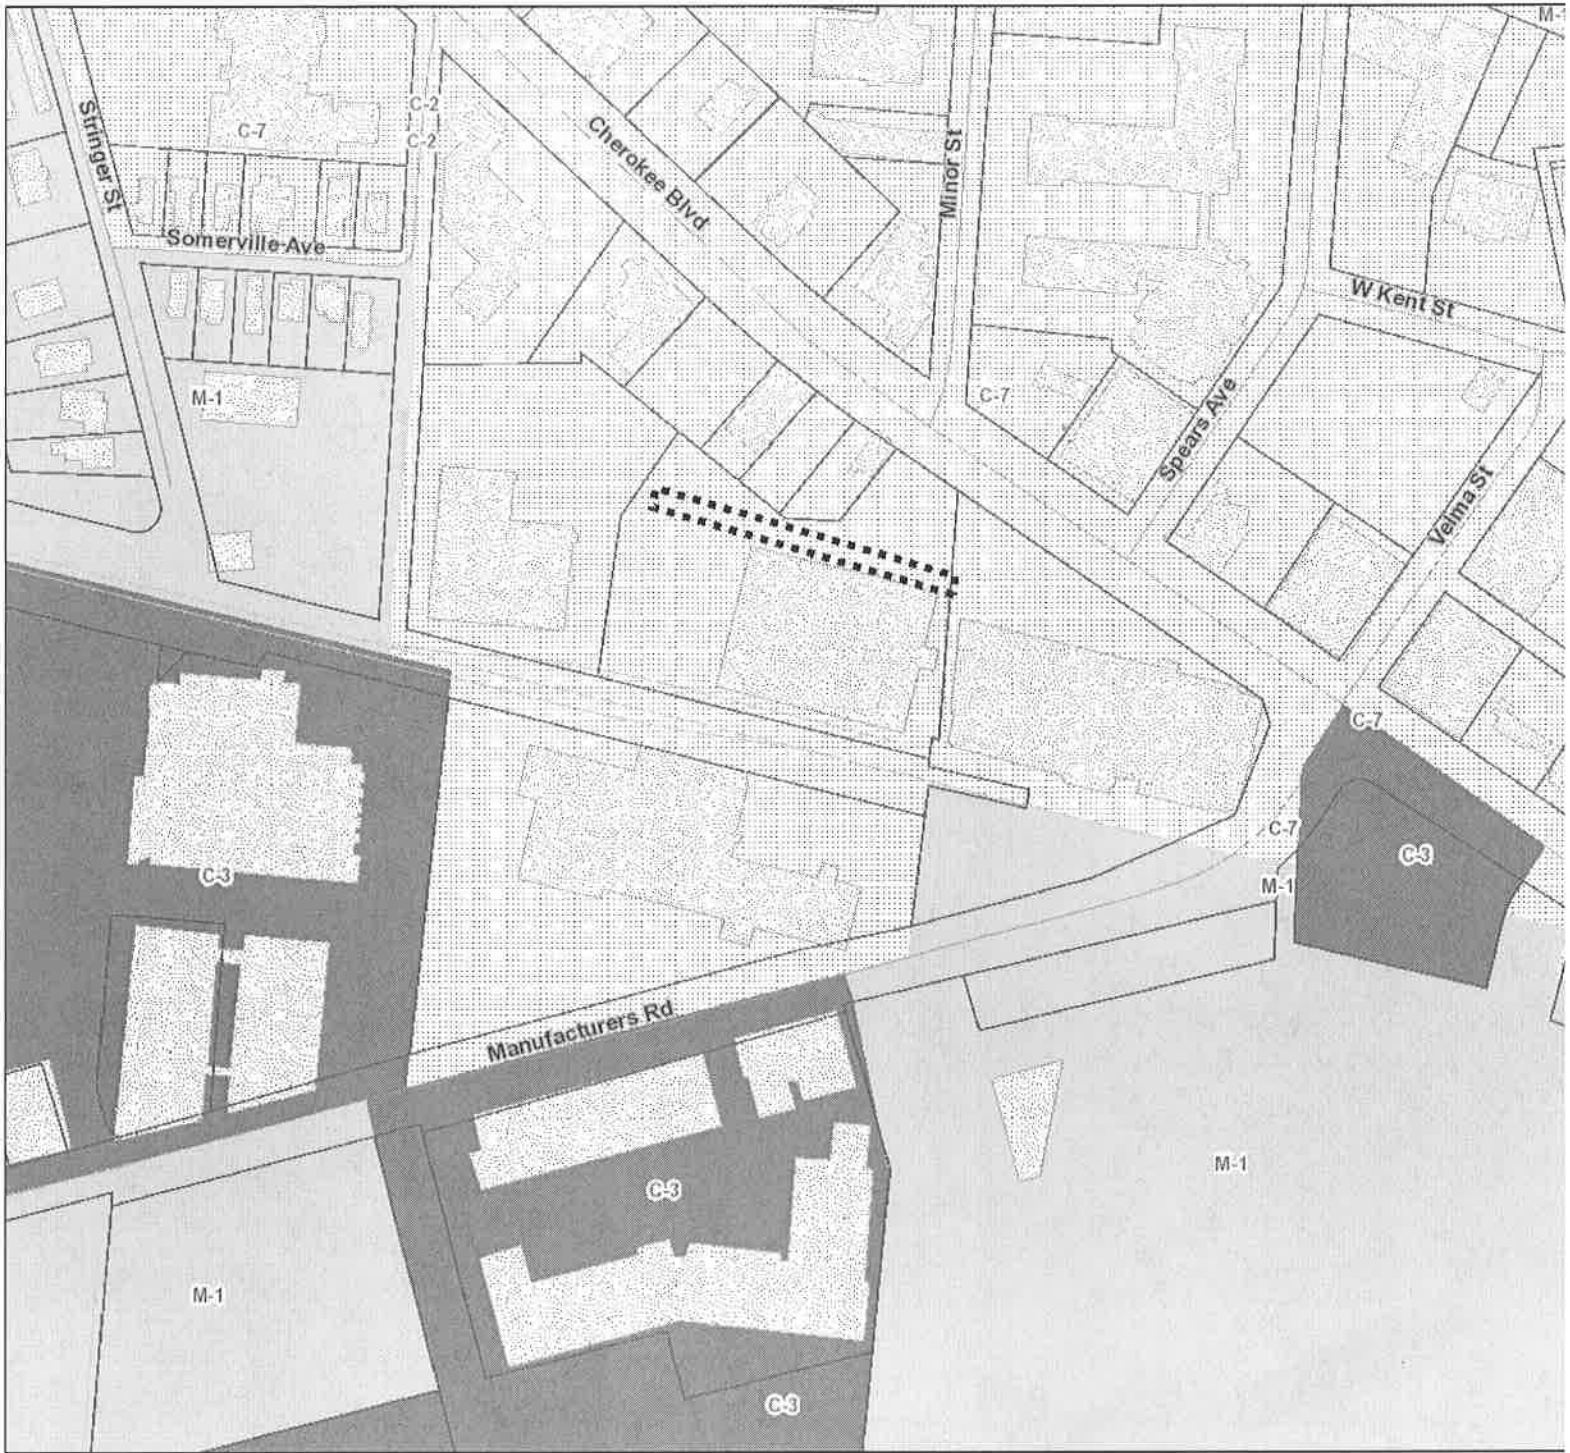 M-1
C-2
C-7
C-2
Stringer St
Cherokee Blvd
Minor St
Somerville Ave
W Kent St
M-1
C-7
Spears Ave
Velma St
C-7
C-7
C-3
C-3
M-1
Manufacturers Rd
M-1
C-3
M-1
C-3